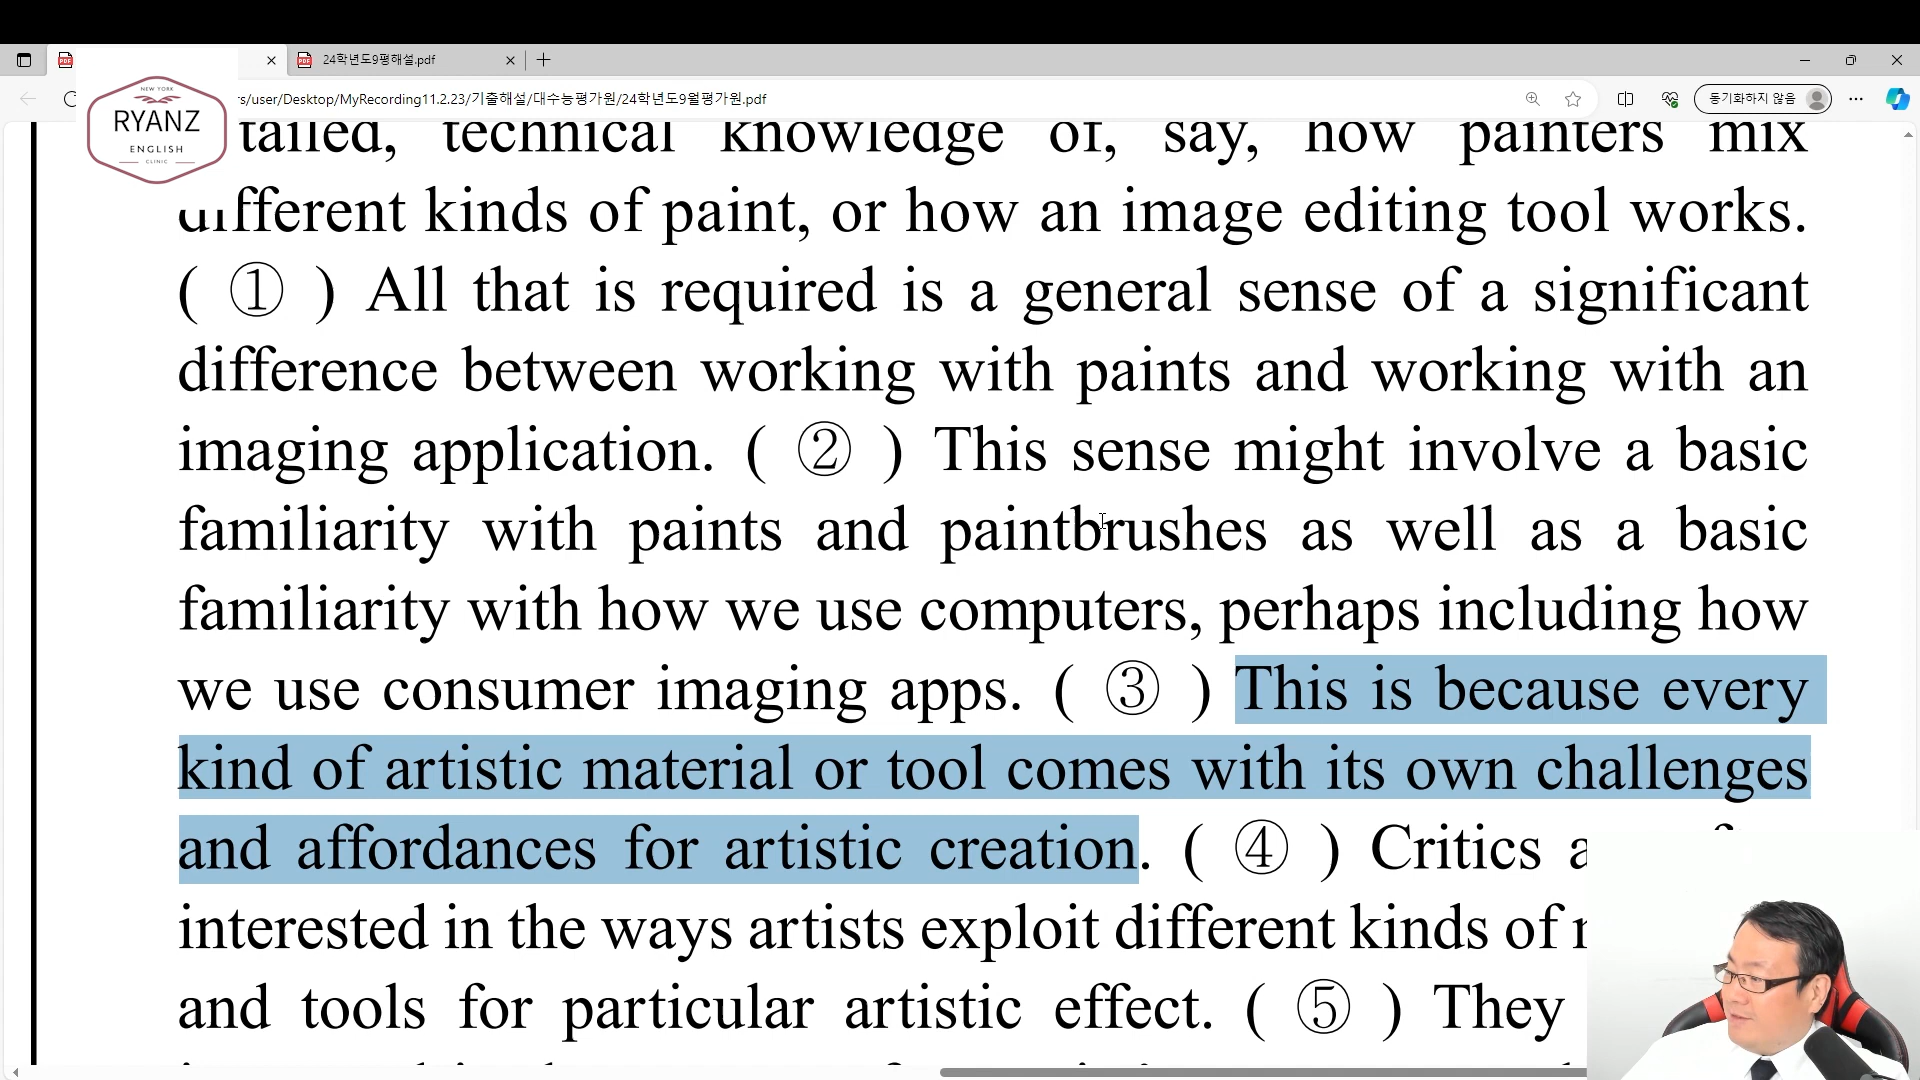 24학년도9평해설.pdf
rs/user/Desktop/MyRecording11.2.23/기출해설/대수능평가원/24학년도9월평가원.pdf
동기화하지 않음
NEW YORK
RYANZ
ENGLISH
CLINIC
tailed, technical knowledge of, say, how painters mix
different kinds of paint, or how an image editing tool works.
( ① ) All that is required is a general sense of a significant
difference between working with paints and working with an
imaging application. ( ② ) This sense might involve a basic
familiarity with paints and paintbrushes as well as a basic
familiarity with how we use computers, perhaps including how
we use consumer imaging apps. ( ③ ) This is because every
kind of artistic material or tool comes with its own challenges
and affordances for artistic creation. ( ④ ) Critics
interested in the ways artists exploit different kinds of
and tools for particular artistic effect. ( ⑤ ) They